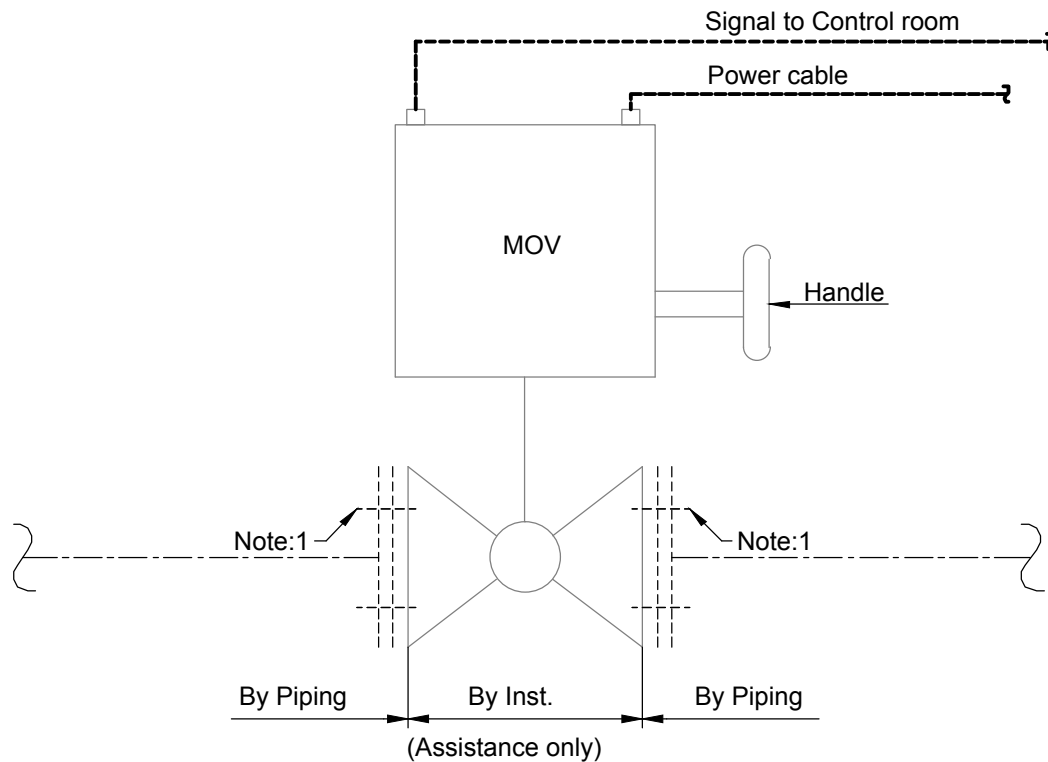 Signal to Control room
Power cable
MOV
Handle
Note:1
Note:1
By Piping
By Inst.
By Piping
(Assistance only)